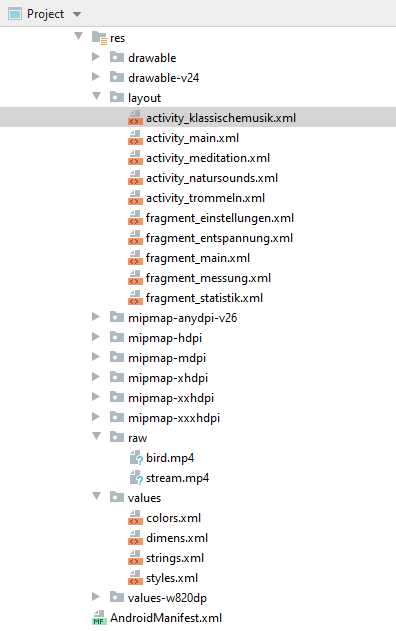 Project
res
drawable
drawable-v24
layout
activity_klassischemusik.xml
activity_main.xml
activity_meditation.xml
activity_natursounds.xml
activity_trommeln.xml
fragment_einstellungen.xml
fragment_entspannung.xml
fragment_main.xml
fragment_messung.xml
fragment_statistik.xml
mipmap-anydpi-v26
mipmap-hdpi
mipmap-mdpi
mipmap-xhdpi
mipmap-xxhdpi
mipmap-xxxhdpi
raw
bird.mp4
stream.mp4
values
colors.xml
dimens.xml
strings.xml
styles.xml
values-w820dp
MF AndroidManifest.xml